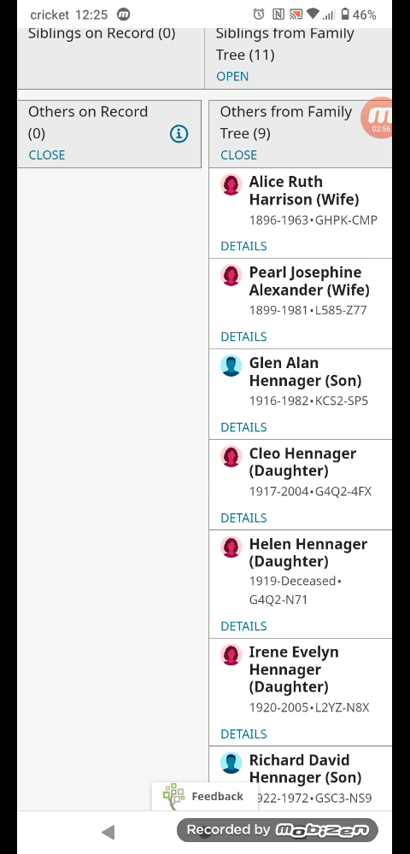 cricket 12:25
46%
Siblings on Record (0)
Siblings from Family
Tree (11)
OPEN
Others on Record
(0)
CLOSE
Others from Family
Tree (9)
CLOSE
02:56
Alice Ruth
Harrison (Wife)
1896-1963•GHPK-CMP
DETAILS
Pearl Josephine
Alexander (Wife)
1899-1981•L585-Z77
DETAILS
Glen Alan
Hennager (Son)
1916-1982•KCS2-SP5
DETAILS
Cleo Hennager
(Daughter)
1917-2004•G4Q2-4FX
DETAILS
Helen Hennager
(Daughter)
1919-Deceased•
G4Q2-N71
DETAILS
Irene Evelyn
Hennager
(Daughter)
1920-2005•L2YZ-N8X
DETAILS
Richard David
Hennager (Son)
922-1972•GSC3-NS9
Feedback
Recorded by mobizen